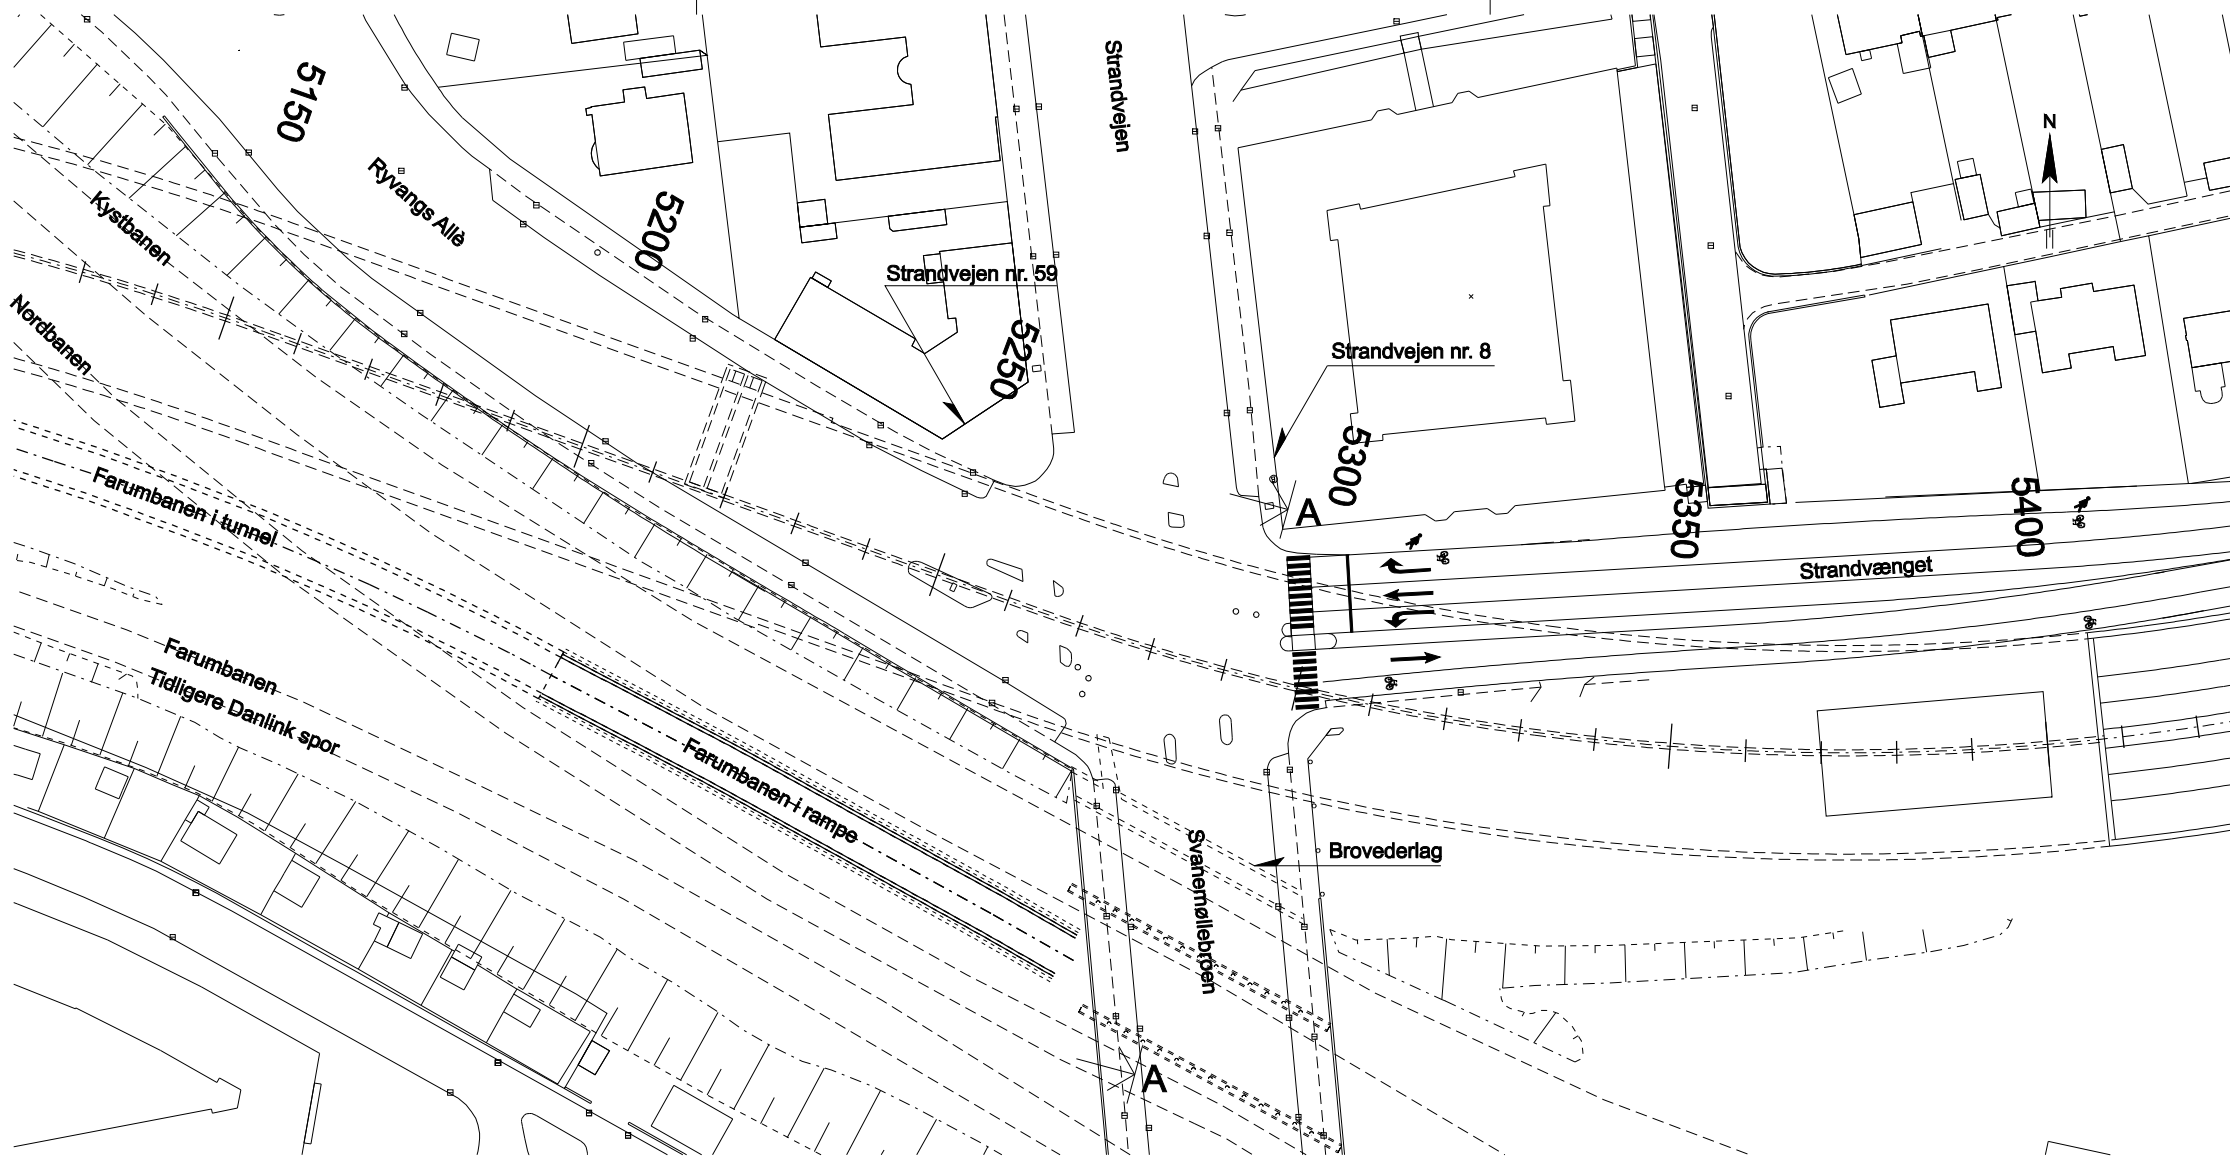 5150
Strandvejen
N
Ryvangs Allè
Kystbanen
5200
Strandvejen nr. 59
Nordbanen
5250
Strandvejen nr. 8
5300
A
5350
5400
Farumbanen i tunnel
Strandvænget
Farumbanen
Tidligere Danlink spor
Farumbanen i rampe
Svanemøllebroen
Brovederlag
A